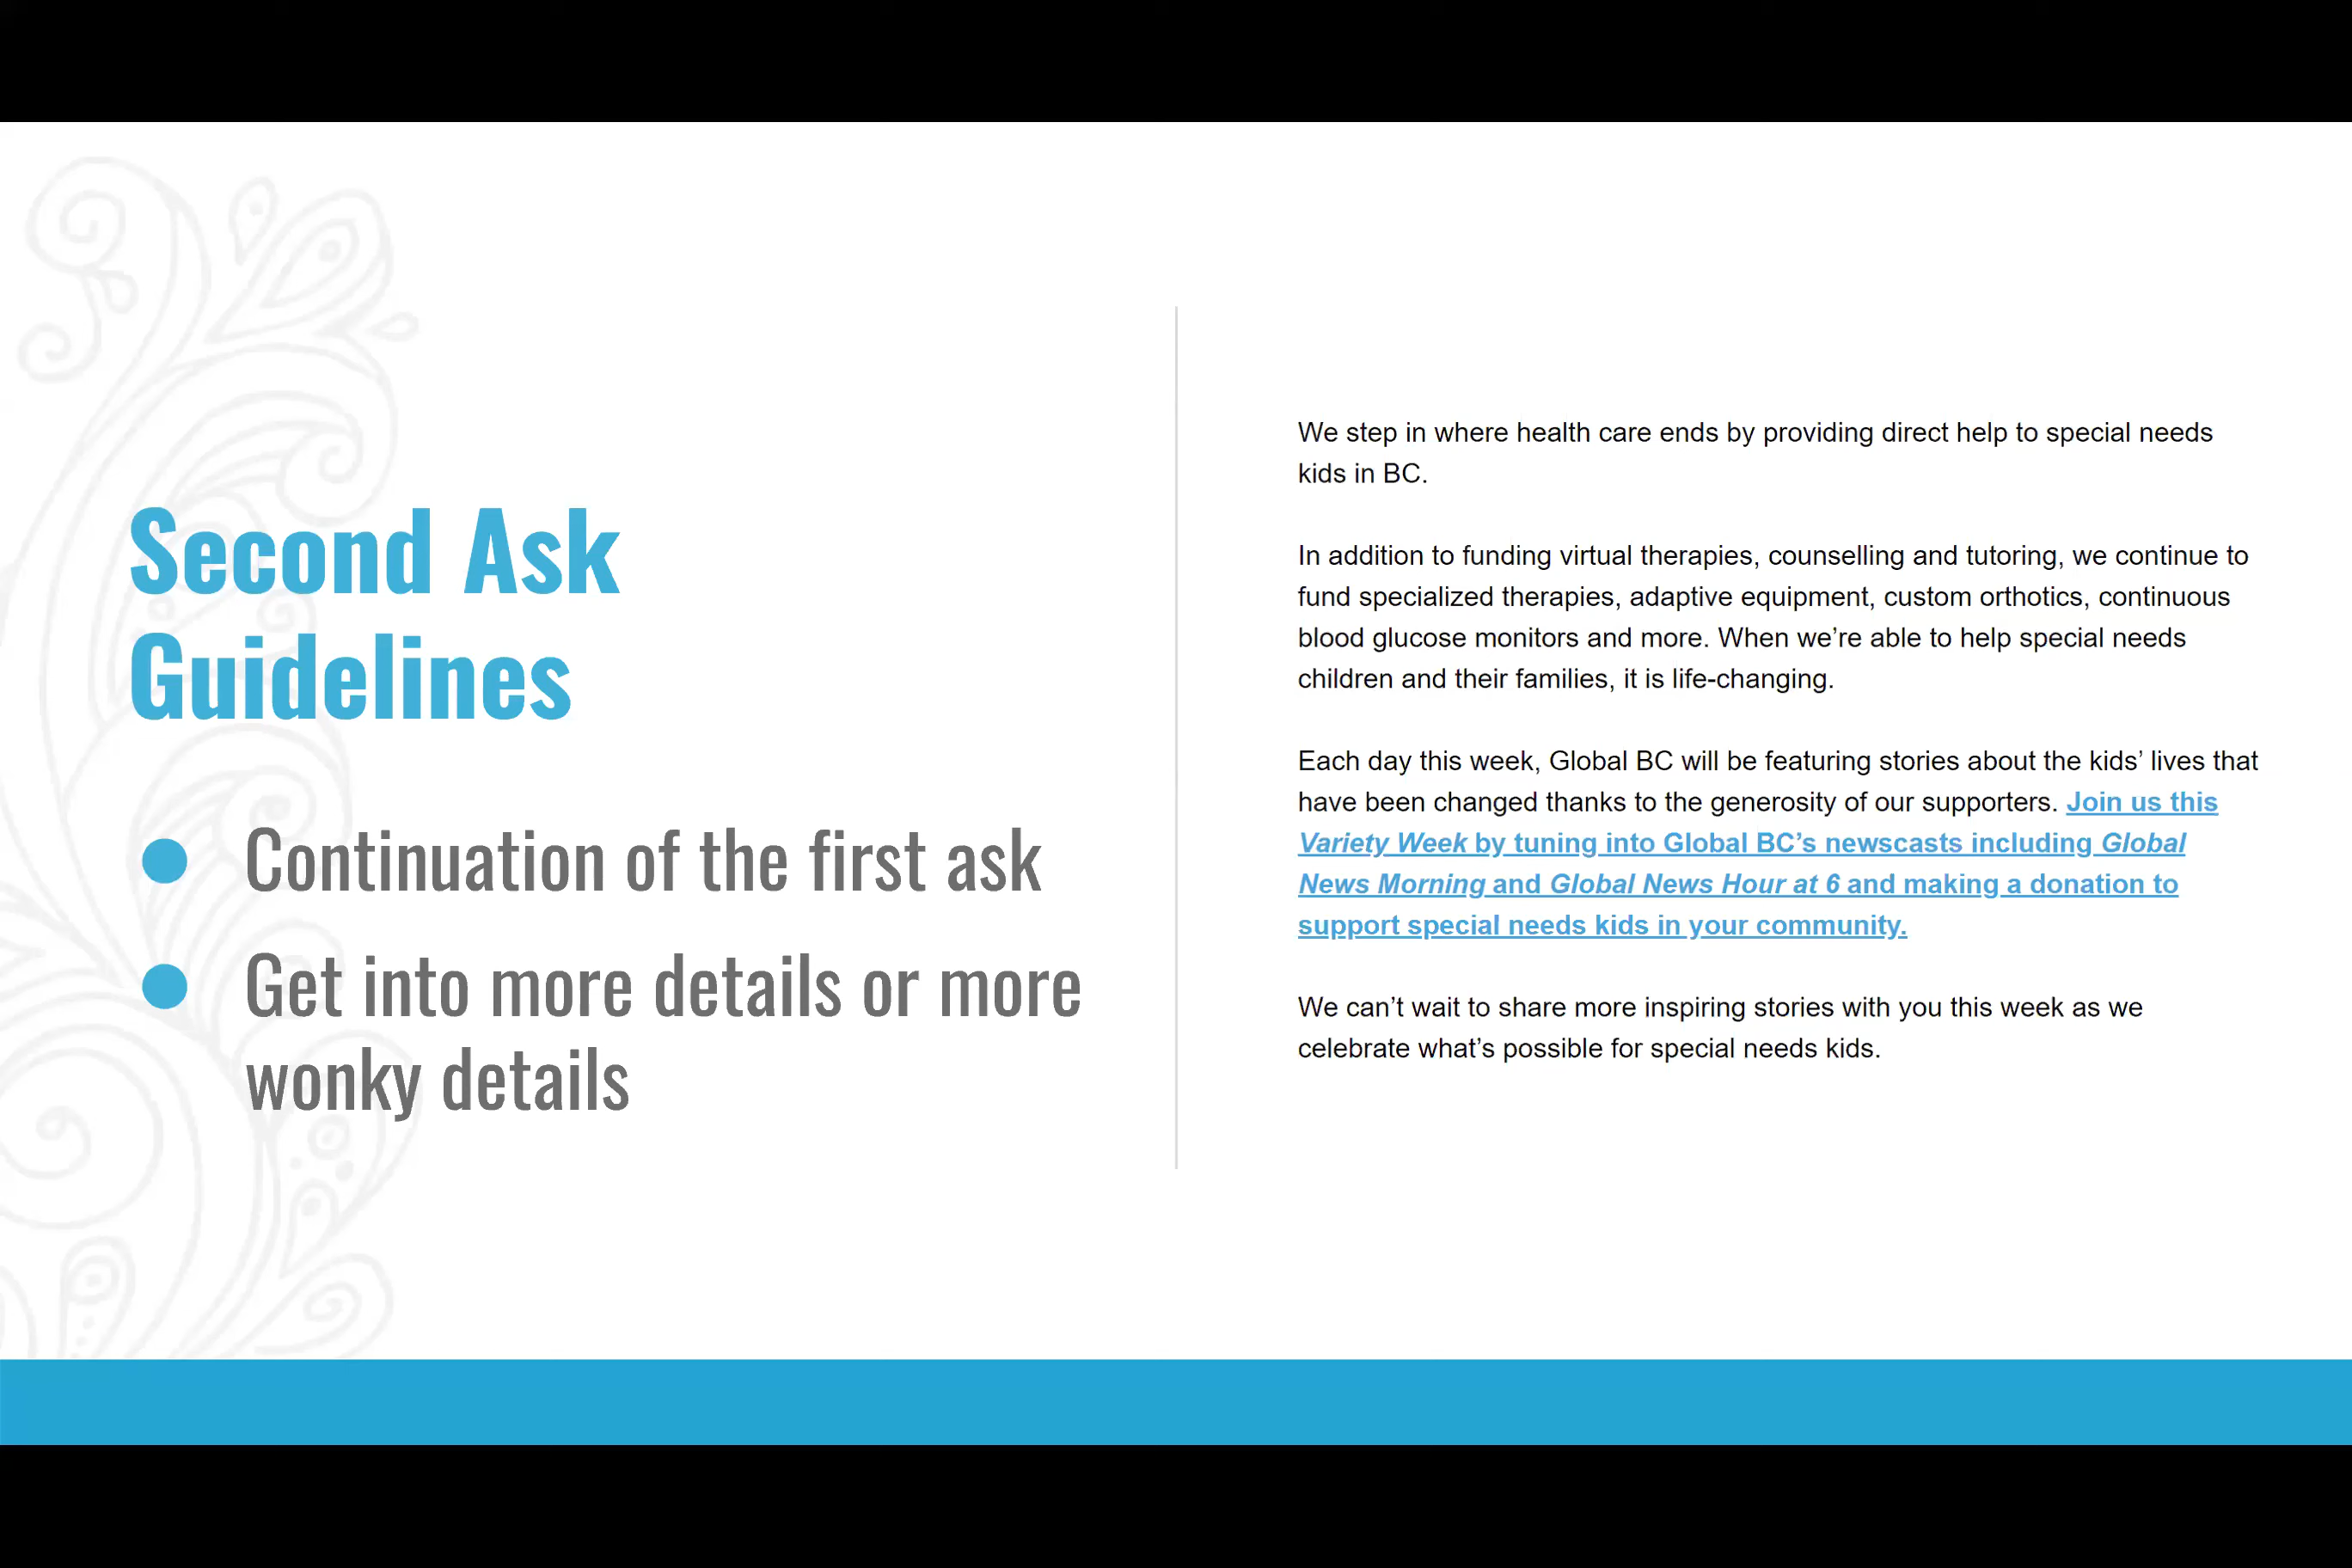 Second Ask
Guidelines
Continuation of the first ask
Get into more details or more
wonky details
We step in where health care ends by providing direct help to special needs
kids in BC.
In addition to funding virtual therapies, counselling and tutoring, we continue to
fund specialized therapies, adaptive equipment, custom orthotics, continuous
blood glucose monitors and more. When we’re able to help special needs
children and their families, it is life-changing.
Each day this week, Global BC will be featuring stories about the kids’ lives that
have been changed thanks to the generosity of our supporters. Join us this
Variety Week by tuning into Global BC’s newscasts including Global
News Morning and Global News Hour at 6 and making a donation to
support special needs kids in your community.
We can’t wait to share more inspiring stories with you this week as we
celebrate what’s possible for special needs kids.